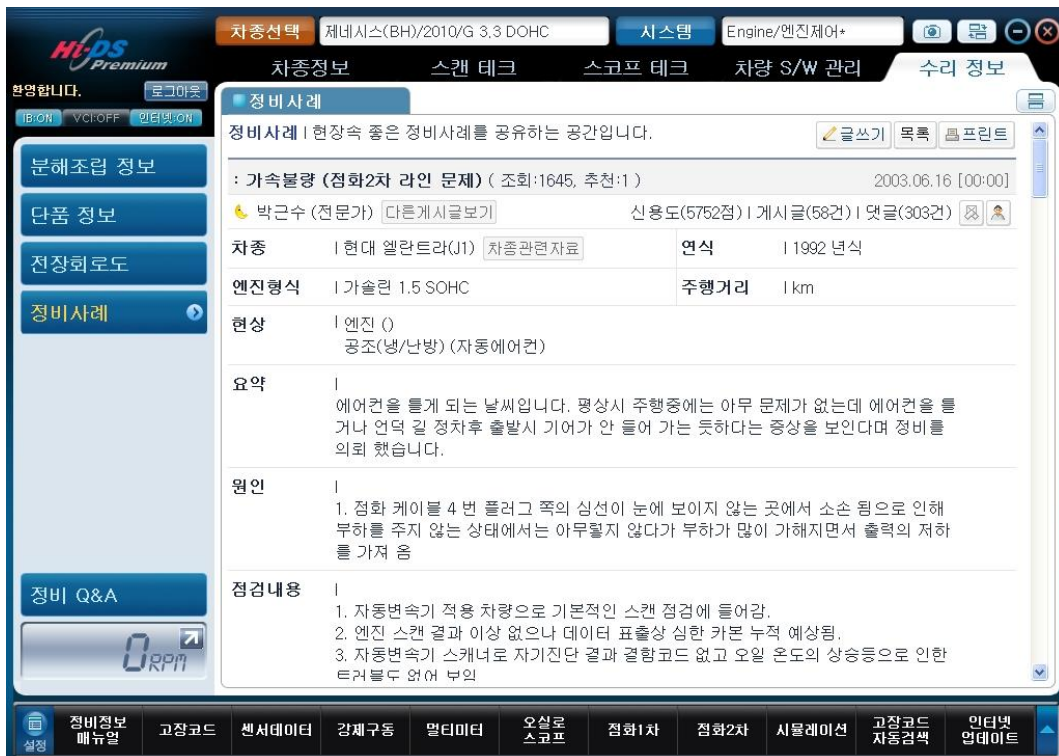 Hi-DS Premium
차종선택 제네시스(BH)/2010/G 3.3 DOHC 시스템 Engine/엔진제어*
차종정보 스캔 테크 스코프 테크 차량 S/W 관리 수리 정보
환영합니다. 로그아웃
IB:ON VCI:OFF 인터넷:ON
분해조립 정보
단품 정보
전장회로도
정비사례
정비 Q&A
0 RPM
정비사례
정비사례 | 현장속 좋은 정비사례를 공유하는 공간입니다. 글쓰기 목록 프린트
: 가속불량 (점화2차 라인 문제) ( 조회:1645, 추천:1 ) 2003.06.16 [00:00]
박근수 (전문가) 다른게시글보기 신용도(5752점) | 게시글(58건) | 댓글(303건)
차종 | 현대 엘란트라(J1) 차종관련자료 연식 | 1992 년식
엔진형식 | 가솔린 1.5 SOHC 주행거리 | km
현상 | 엔진 ()
공조(냉/난방) (자동에어컨)
요약 |
에어컨을 틀게 되는 날씨입니다. 평상시 주행중에는 아무 문제가 없는데 에어컨을 틀
거나 언덕 길 정차후 출발시 기어가 안 들어 가는 듯하다는 증상을 보인다며 정비를
의뢰 했습니다.
원인 |
1. 점화 케이블 4 번 플러그 쪽의 심선이 눈에 보이지 않는 곳에서 소손 됨으로 인해
부하를 주지 않는 상태에서는 아무렇지 않다가 부하가 많이 가해지면서 출력의 저하
를 가져 옴
점검내용 |
1. 자동변속기 적용 차량으로 기본적인 스캔 점검에 들어감.
2. 엔진 스캔 결과 이상 없으나 데이터 표출상 심한 카본 누적 예상됨.
3. 자동변속기 스캐너로 자기진단 결과 결함코드 없고 오일 온도의 상승등으로 인한
트러블도 없어 보임
설정 정비정보 매뉴얼 고장코드 센서데이터 강제구동 멀티미터 오실로스코프 점화1차 점화2차 시뮬레이션 고장코드 자동검색 인터넷 업데이트